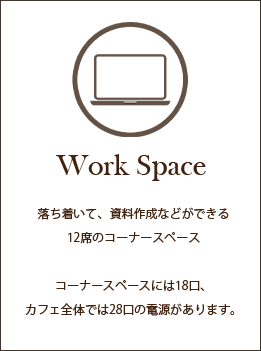 Work Space
落ち着いて、資料作成などができる
12席のコーナースペース
コーナースペースには18口、
カフェ全体では28口の電源があります。